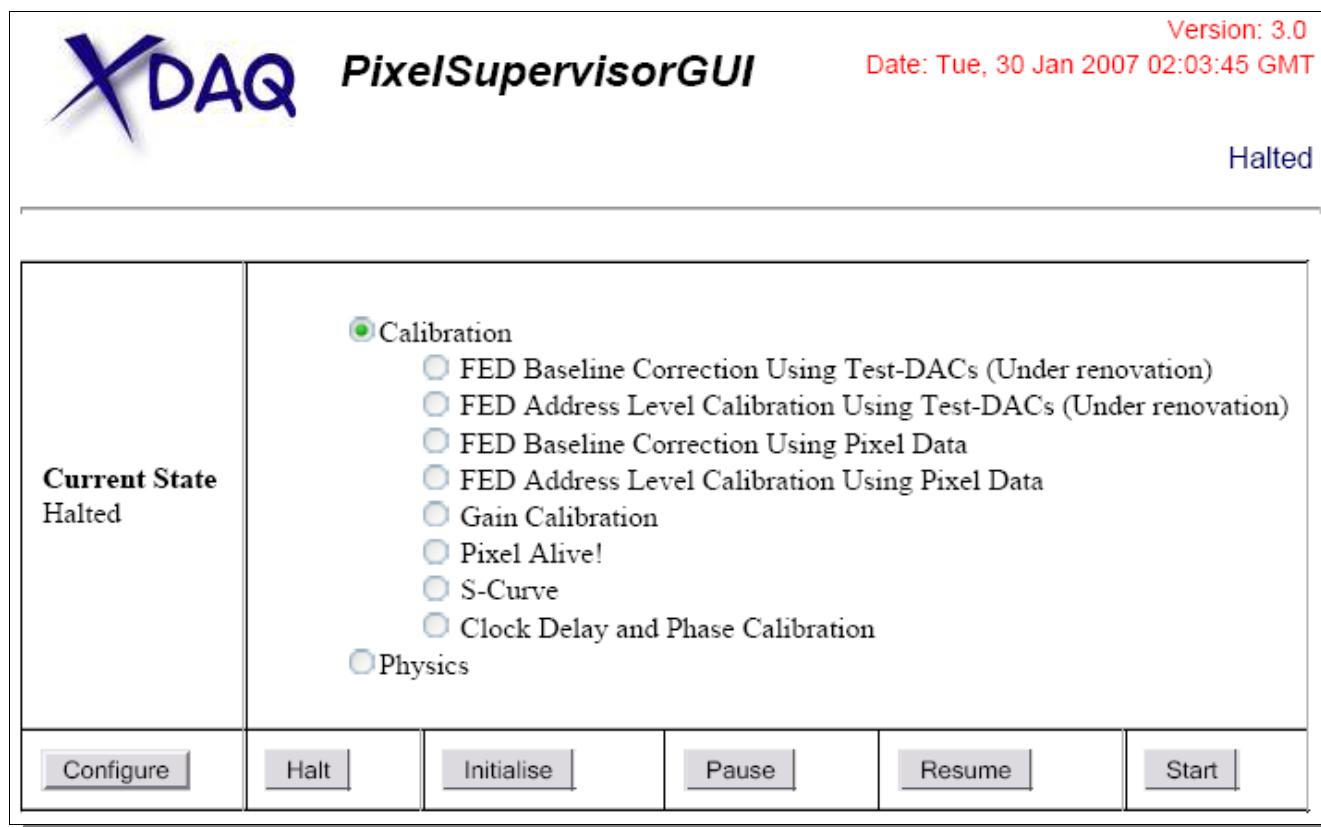 XDAQ
PixelSupervisorGUI
Version: 3.0
Date: Tue, 30 Jan 2007 02:03:45 GMT
Halted
Current State
Halted
Calibration
FED Baseline Correction Using Test-DACs (Under renovation)
FED Address Level Calibration Using Test-DACs (Under renovation)
FED Baseline Correction Using Pixel Data
FED Address Level Calibration Using Pixel Data
Gain Calibration
Pixel Alive!
S-Curve
Clock Delay and Phase Calibration
Physics
Configure
Halt
Initialise
Pause
Resume
Start